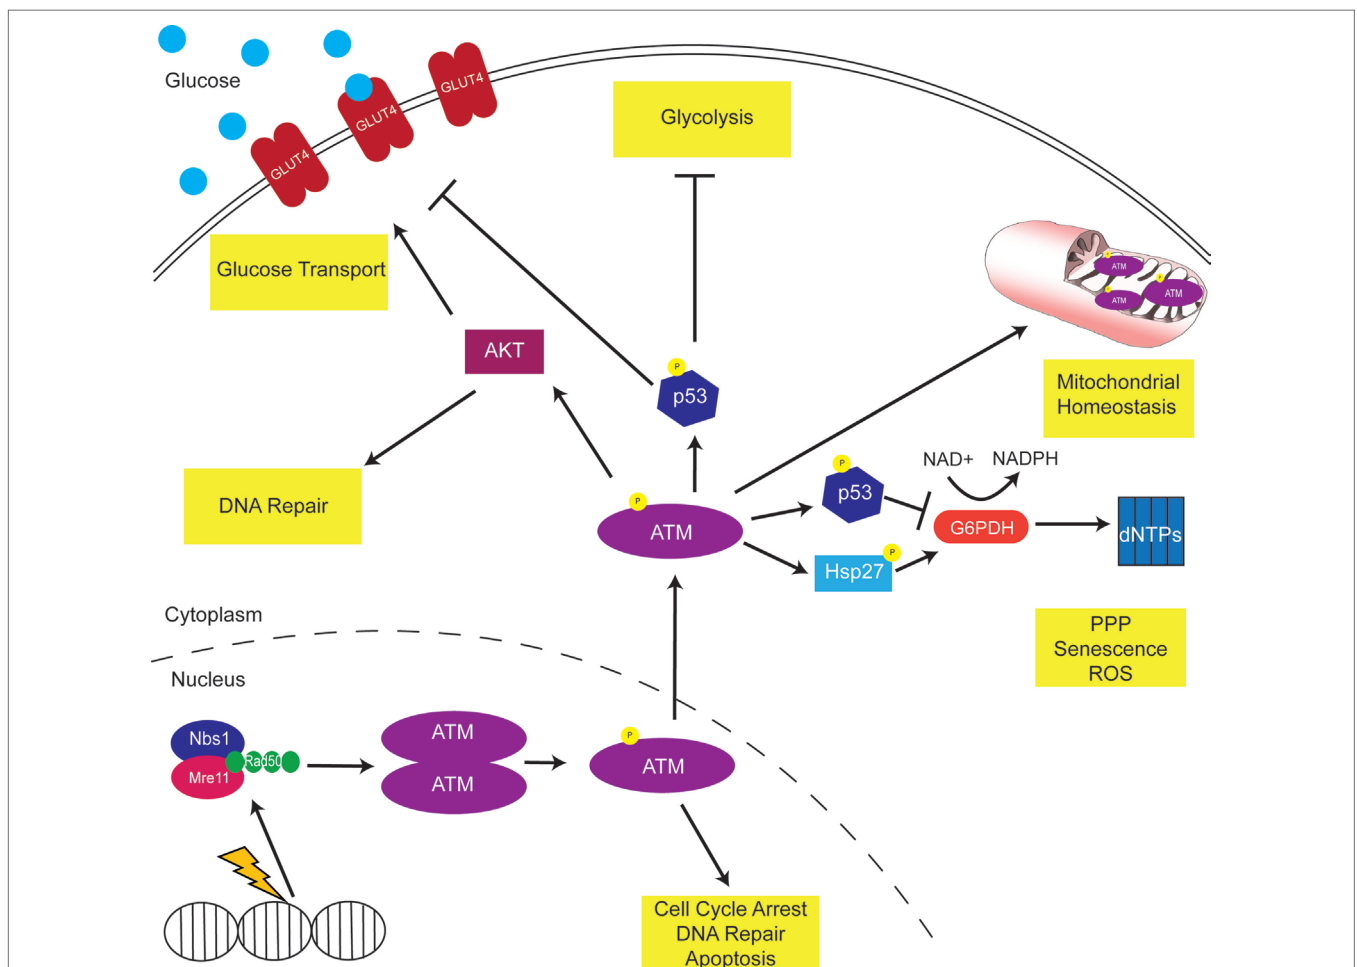 Glucose
GLUT4
GLUT4
GLUT4
Glycolysis
Glucose Transport
AKT
P
p53
ATM
ATM
ATM
P
P
P
Mitochondrial
Homeostasis
DNA Repair
P
ATM
P
p53
NAD+
NADPH
G6PDH
dNTPs
Hsp27
P
PPP
Senescence
ROS
Cytoplasm
Nucleus
Nbs1
Mre11
Rad50
ATM
ATM
P
ATM
Cell Cycle Arrest
DNA Repair
Apoptosis